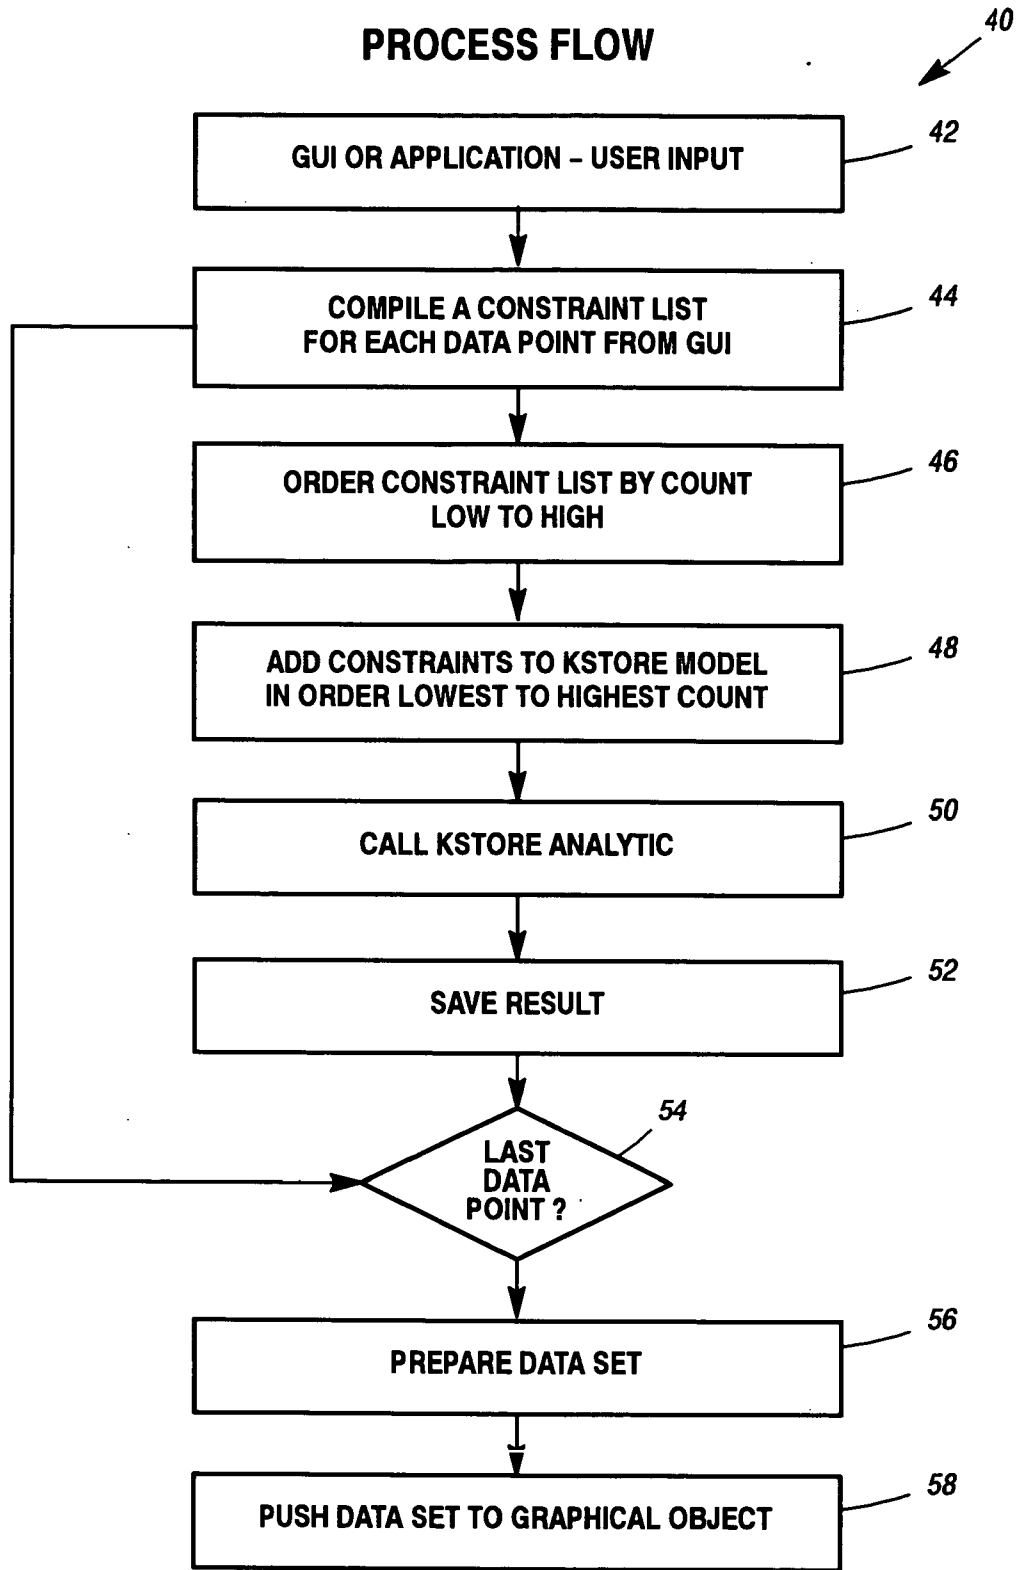 PROCESS FLOW
40
GUI OR APPLICATION – USER INPUT
42
COMPILE A CONSTRAINT LIST
FOR EACH DATA POINT FROM GUI
44
ORDER CONSTRAINT LIST BY COUNT
LOW TO HIGH
46
ADD CONSTRAINTS TO KSTORE MODEL
IN ORDER LOWEST TO HIGHEST COUNT
48
CALL KSTORE ANALYTIC
50
SAVE RESULT
52
LAST
DATA
POINT ?
54
PREPARE DATA SET
56
PUSH DATA SET TO GRAPHICAL OBJECT
58